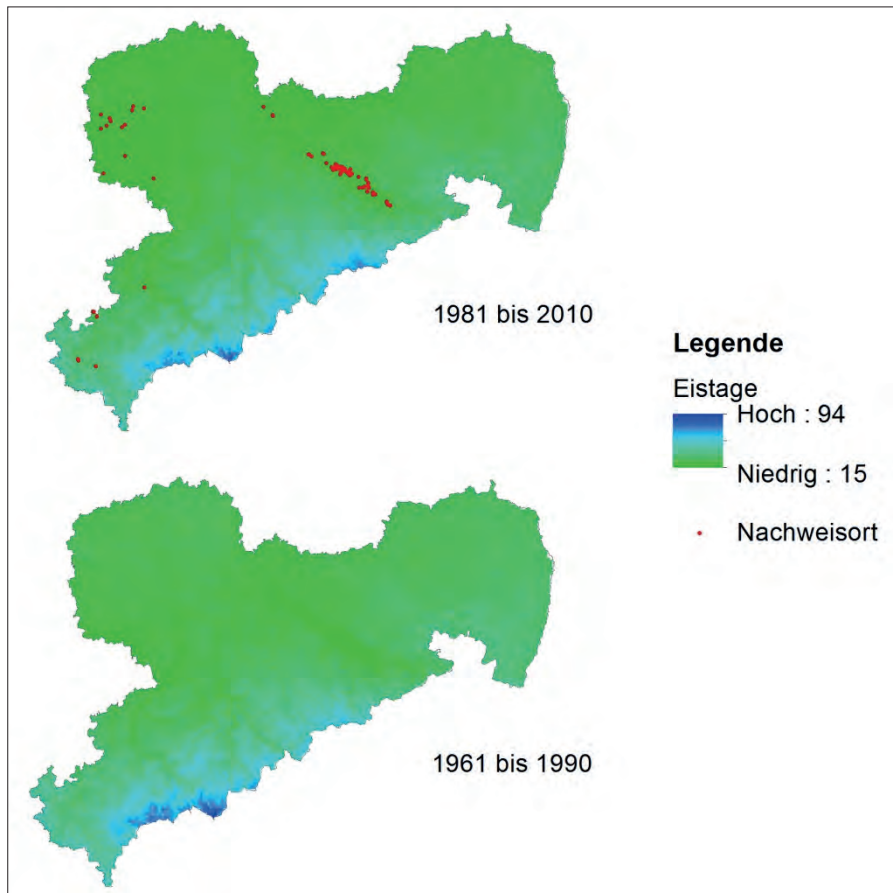 1981 bis 2010
Legende
Eistage
Hoch : 94
Niedrig : 15
Nachweisort
1961 bis 1990